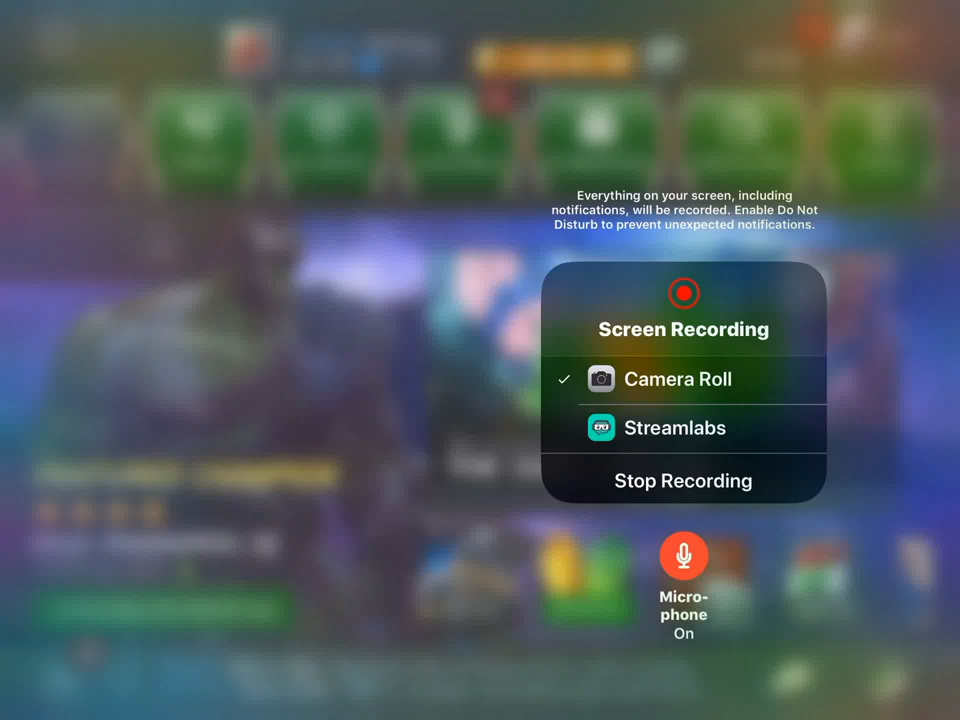 Everything on your screen, including
notifications, will be recorded. Enable Do Not
Disturb to prevent unexpected notifications.
Screen Recording
Camera Roll
Streamlabs
Stop Recording
Micro-
phone
On